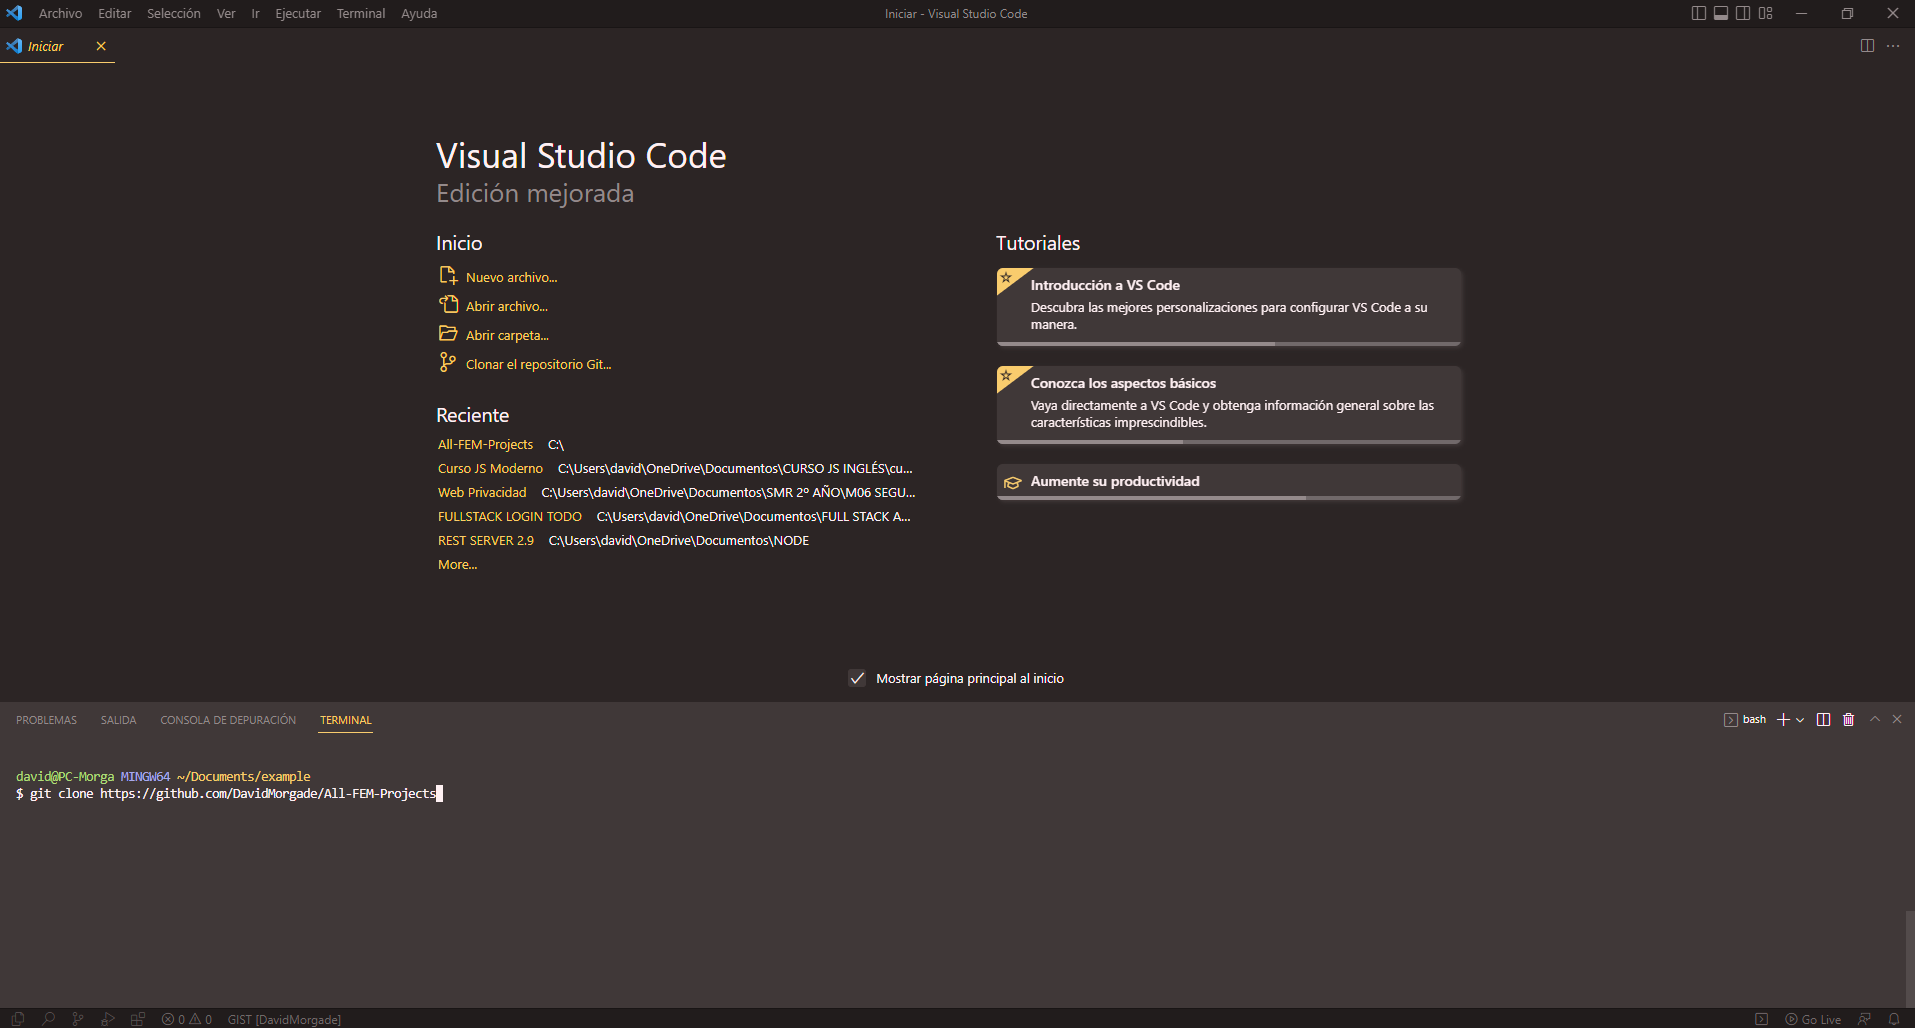 Archivo Editar Selección Ver Ir Ejecutar Terminal Ayuda
Iniciar - Visual Studio Code
Iniciar
Visual Studio Code
Edición mejorada
Inicio
Nuevo archivo...
Abrir archivo...
Abrir carpeta...
Clonar el repositorio Git...
Reciente
All-FEM-Projects C:\
Curso JS Moderno C:\Users\david\OneDrive\Documentos\CURSO JS INGLÉS\cu...
Web Privacidad C:\Users\david\OneDrive\Documentos\SMR 2º AÑO\M06 SEGU...
FULLSTACK LOGIN TODO C:\Users\david\OneDrive\Documentos\FULL STACK A...
REST SERVER 2.9 C:\Users\david\OneDrive\Documentos\NODE
More...
Tutoriales
Introducción a VS Code
Descubra las mejores personalizaciones para configurar VS Code a su
manera.
Conozca los aspectos básicos
Vaya directamente a VS Code y obtenga información general sobre las
características imprescindibles.
Aumente su productividad
Mostrar página principal al inicio
PROBLEMAS SALIDA CONSOLA DE DEPURACIÓN TERMINAL
bash
david@PC-Morga MINGW64 ~/Documents/example
$ git clone https://github.com/DavidMorgade/All-FEM-Projects
0 0 GIST [DavidMorgade]
Go Live